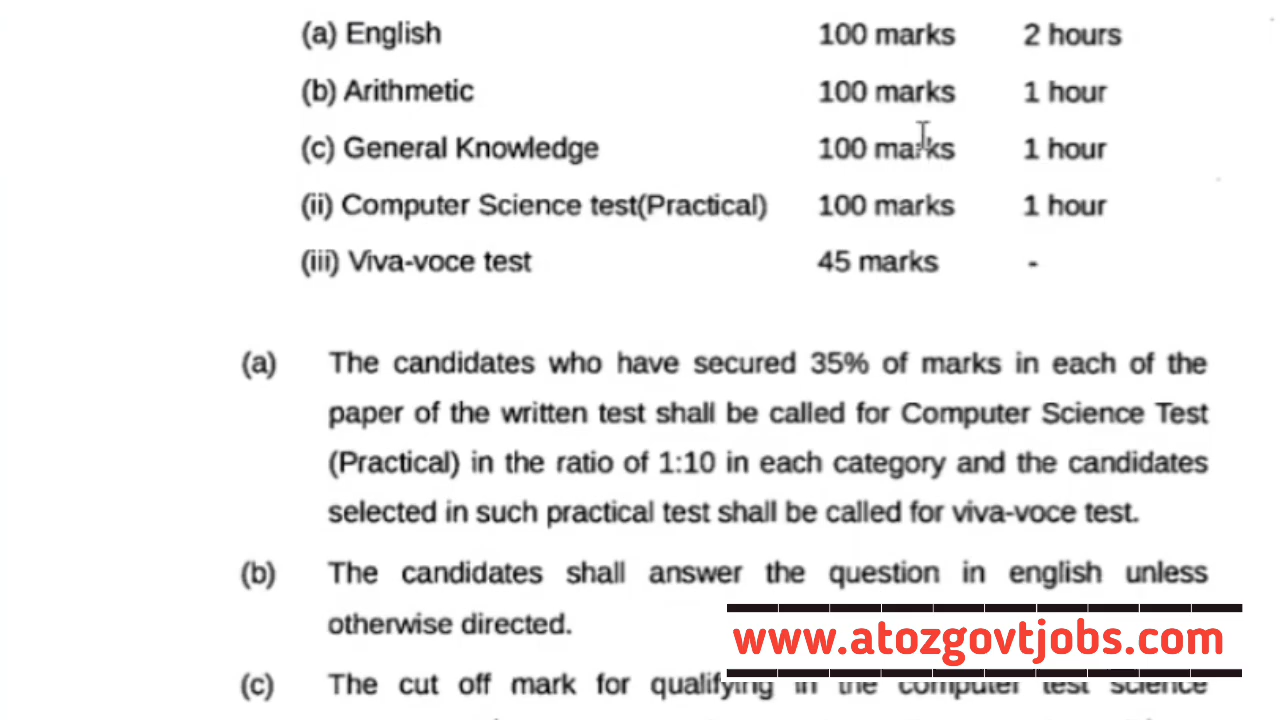 (a) English 100 marks 2 hours
(b) Arithmetic 100 marks 1 hour
(c) General Knowledge 100 marks 1 hour
(ii) Computer Science test(Practical) 100 marks 1 hour
(iii) Viva-voce test 45 marks -
(a) The candidates who have secured 35% of marks in each of the
paper of the written test shall be called for Computer Science Test
(Practical) in the ratio of 1:10 in each category and the candidates
selected in such practical test shall be called for viva-voce test.
(b) The candidates shall answer the question in english unless
otherwise directed.
www.atozgovtjobs.com
(c) The cut off mark for qualifying in the computer test science